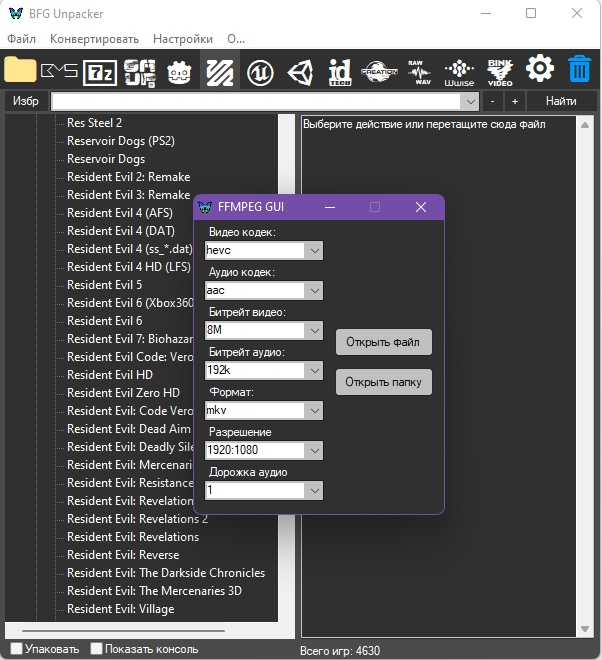 BFG Unpacker
Файл Конвертировать Настройки О...
BMS 7z id TECH CREATION RAW WAV Wwise BINK VIDEO
Избр - + Найти
Res Steel 2
Reservoir Dogs (PS2)
Reservoir Dogs
Resident Evil 2: Remake
Resident Evil 3: Remake
Resident Evil 4 (AFS)
Resident Evil 4 (DAT)
Resident Evil 4 (ss_*.dat)
Resident Evil 4 HD (LFS)
Resident Evil 5
Resident Evil 6 (Xbox360
Resident Evil 6
Resident Evil 7: Biohazar
Resident Evil Code: Vero
Resident Evil HD
Resident Evil Zero HD
Resident Evil: Code Vero
Resident Evil: Dead Aim
Resident Evil: Deadly Sile
Resident Evil: Mercenari
Resident Evil: Resistance
Resident Evil: Revelations
Resident Evil: Revelations 2
Resident Evil: Revelations
Resident Evil: Reverse
Resident Evil: The Darkside Chronicles
Resident Evil: The Mercenaries 3D
Resident Evil: Village
Выберите действие или перетащите сюда файл
FFMPEG GUI
Видео кодек:
hevc
Аудио кодек:
aac
Битрейт видео:
8M
Битрейт аудио:
192k
Формат:
mkv
Разрешение
1920:1080
Дорожка аудио
1
Открыть файл
Открыть папку
Упаковать Показать консоль
Всего игр: 4630